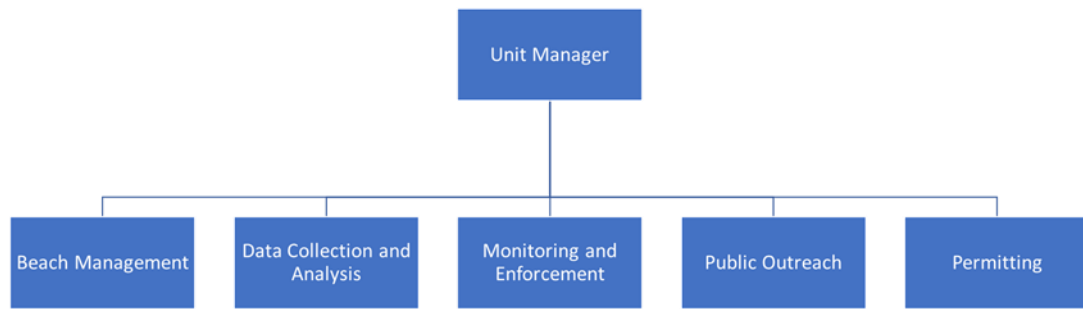 Unit Manager
Beach Management
Data Collection and
Analysis
Monitoring and
Enforcement
Public Outreach
Permitting